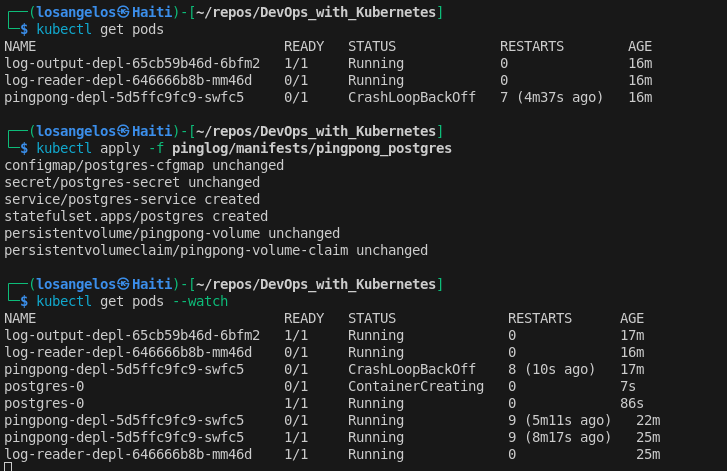 ┌──(losangelos㉿Haiti)-[~/repos/DevOps_with_Kubernetes]
└─$ kubectl get pods
NAME READY STATUS RESTARTS AGE
log-output-depl-65cb59b46d-6bfm2 1/1 Running 0 16m
log-reader-depl-646666b8b-mm46d 0/1 Running 0 16m
pingpong-depl-5d5ffc9fc9-swfc5 0/1 CrashLoopBackOff 7 (4m37s ago) 16m
┌──(losangelos㉿Haiti)-[~/repos/DevOps_with_Kubernetes]
└─$ kubectl apply -f pinglog/manifests/pingpong_postgres
configmap/postgres-cfgmap unchanged
secret/postgres-secret unchanged
service/postgres-service created
statefulset.apps/postgres created
persistentvolume/pingpong-volume unchanged
persistentvolumeclaim/pingpong-volume-claim unchanged
┌──(losangelos㉿Haiti)-[~/repos/DevOps_with_Kubernetes]
└─$ kubectl get pods --watch
NAME READY STATUS RESTARTS AGE
log-output-depl-65cb59b46d-6bfm2 1/1 Running 0 17m
log-reader-depl-646666b8b-mm46d 0/1 Running 0 16m
pingpong-depl-5d5ffc9fc9-swfc5 0/1 CrashLoopBackOff 8 (10s ago) 17m
postgres-0 0/1 ContainerCreating 0 7s
postgres-0 1/1 Running 0 86s
pingpong-depl-5d5ffc9fc9-swfc5 0/1 Running 9 (5m11s ago) 22m
pingpong-depl-5d5ffc9fc9-swfc5 1/1 Running 9 (8m17s ago) 25m
log-reader-depl-646666b8b-mm46d 1/1 Running 0 25m